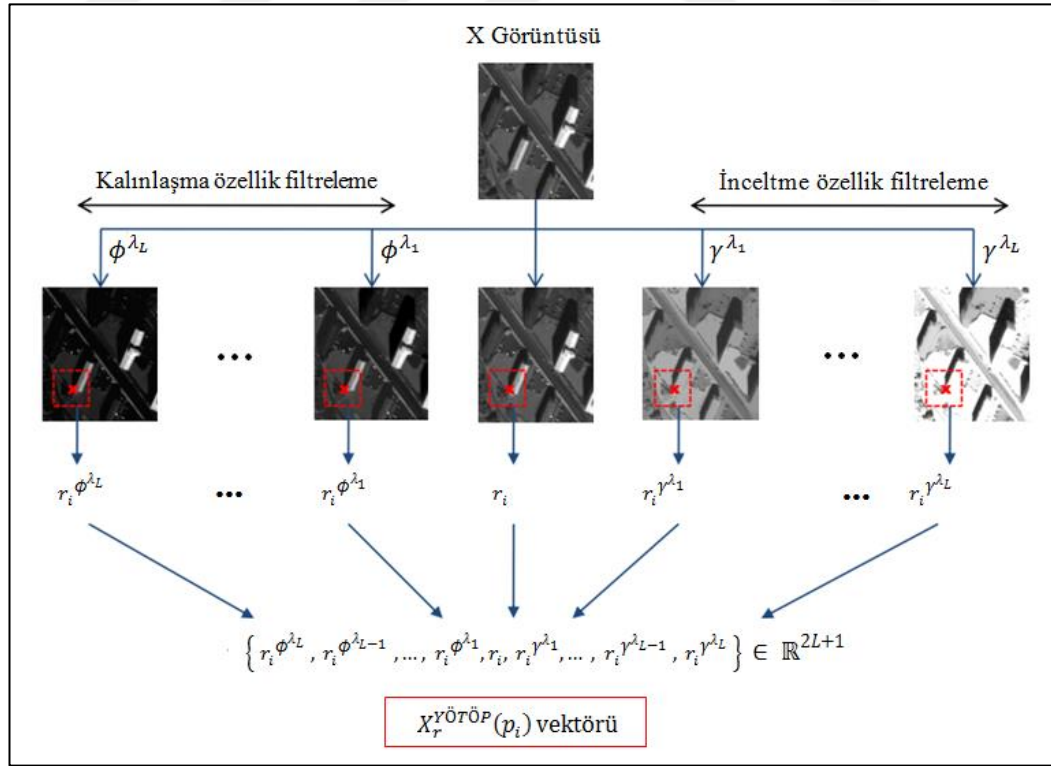 X Görüntüsü
Kalınlaşma özellik filtreleme
İnceltme özellik filtreleme
ϕ^{λ_L} ϕ^{λ_1} γ^{λ_1} γ^{λ_L}
... ...
r_i^{ϕ^{λ_L}} ... r_i^{ϕ^{λ_1}} r_i r_i^{γ^{λ_1}} ... r_i^{γ^{λ_L}}
{r_i^{ϕ^{λ_L}}, r_i^{ϕ^{λ_{L-1}}}, ..., r_i^{ϕ^{λ_1}}, r_i, r_i^{γ^{λ_1}}, ..., r_i^{γ^{λ_{L-1}}}, r_i^{γ^{λ_L}}} ∈ ℝ^{2L+1}
X_r^{YÖTÖP}(p_i) vektörü